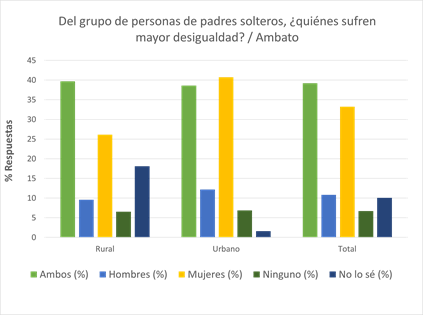 Del grupo de personas de padres solteros, ¿quiénes sufren
mayor desigualdad? / Ambato
% Respuestas
45
40
35
30
25
20
15
10
5
0
Rural Urbano Total
Ambos (%) Hombres (%) Mujeres (%) Ninguno (%) No lo sé (%)